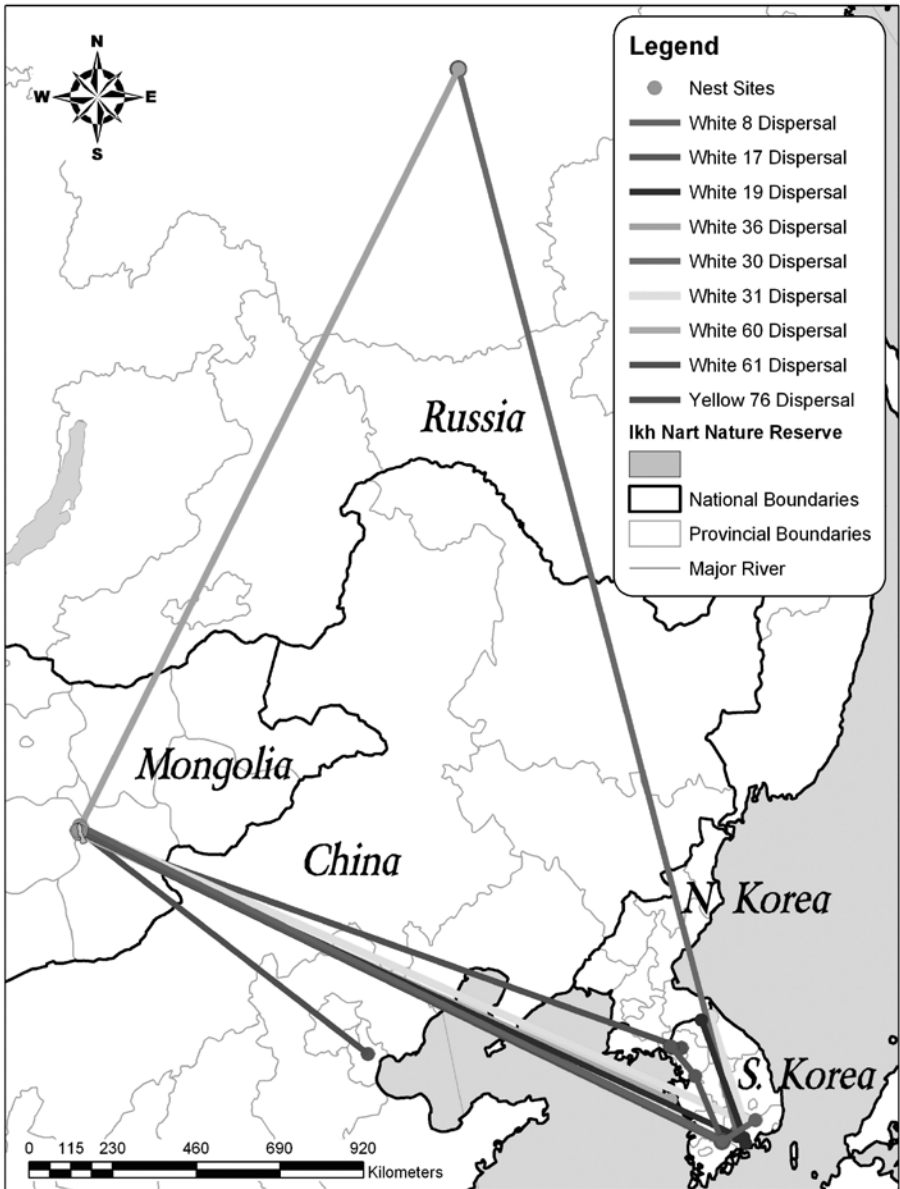 N
W E
S
Legend
Nest Sites
White 8 Dispersal
White 17 Dispersal
White 19 Dispersal
White 36 Dispersal
White 30 Dispersal
White 31 Dispersal
White 60 Dispersal
White 61 Dispersal
Yellow 76 Dispersal
Ikh Nart Nature Reserve
National Boundaries
Provincial Boundaries
Major River
Russia
Mongolia
China
N. Korea
S. Korea
0 115 230 460 690 920
Kilometers